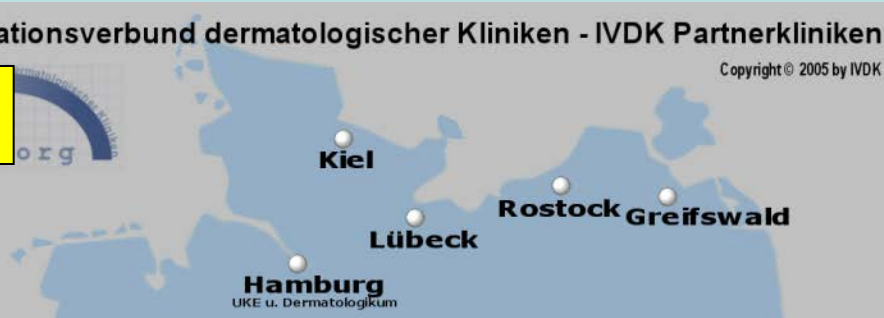 ationsverbund dermatologischer Kliniken - IVDK Partnerkliniken
Copyright © 2005 by IVDK
org
Kiel
Rostock
Greifswald
Lübeck
Hamburg
UKE u. Dermatologikum